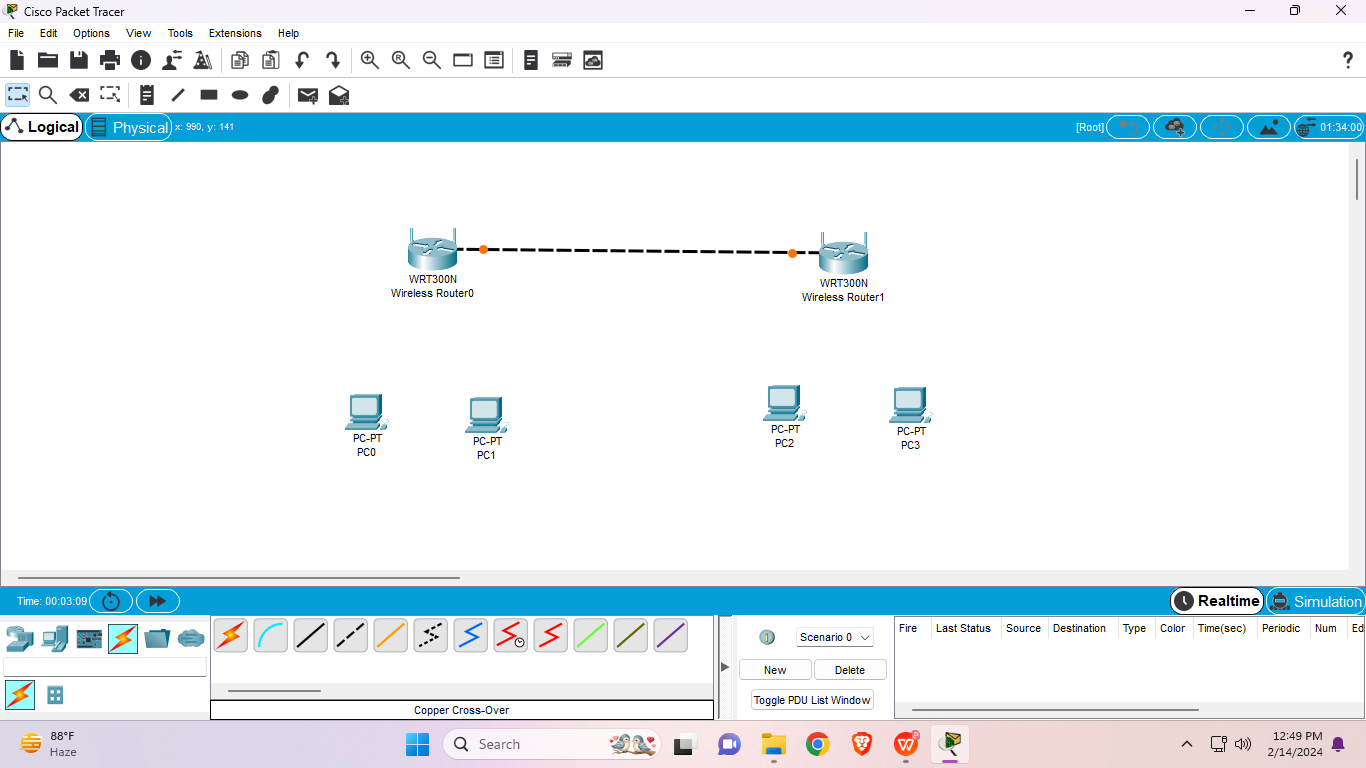 Cisco Packet Tracer
File Edit Options View Tools Extensions Help
Logical Physical x: 990, y: 141 [Root] 01:34:00
WRT300N
Wireless Router0
WRT300N
Wireless Router1
PC-PT
PC0
PC-PT
PC1
PC-PT
PC2
PC-PT
PC3
Time: 00:03:09 Realtime Simulation
Scenario 0
New Delete
Toggle PDU List Window
Fire Last Status Source Destination Type Color Time(sec) Periodic Num Ed
Copper Cross-Over
88°F
Haze
Search
12:49 PM
2/14/2024